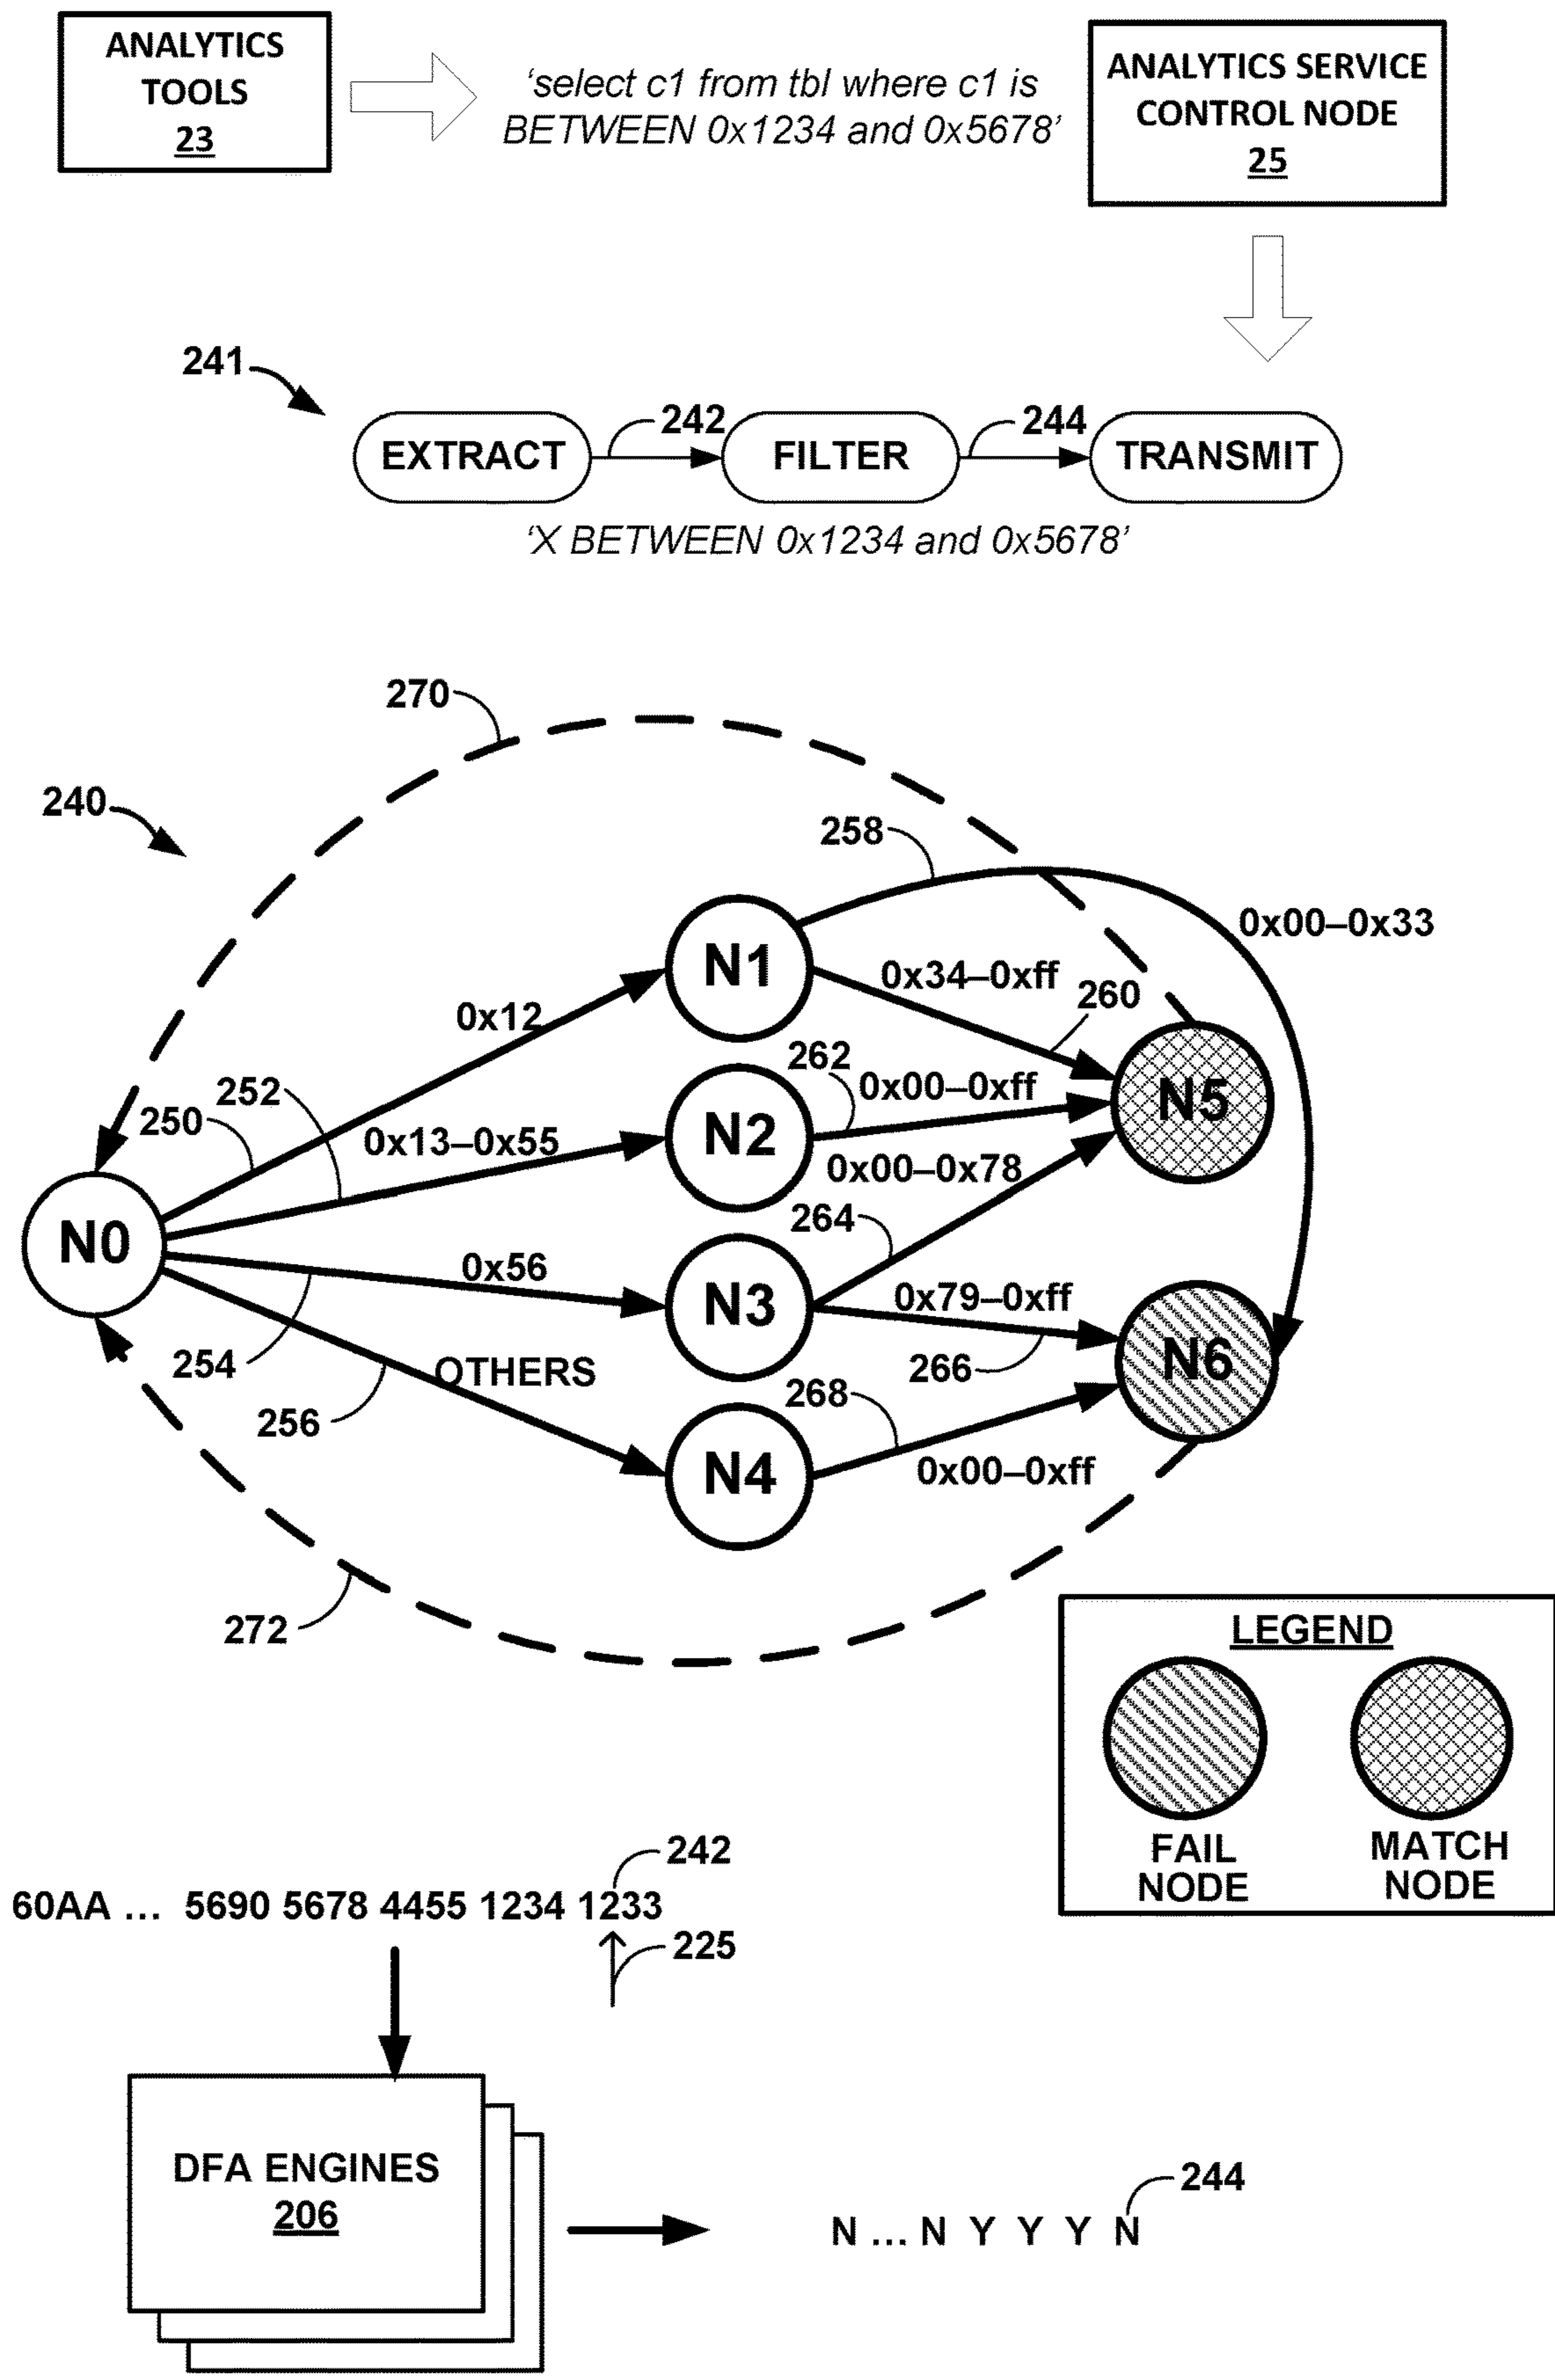 ANALYTICS
TOOLS
23
'select c1 from tbl where c1 is
BETWEEN 0x1234 and 0x5678'
ANALYTICS SERVICE
CONTROL NODE
25
241
242
244
EXTRACT
FILTER
TRANSMIT
'X BETWEEN 0x1234 and 0x5678'
270
240
258
0x00–0x33
N1
0x34–0xff
260
0x12
262
0x00–0xff
252
250
N5
0x13–0x55
N2
0x00–0x78
264
N0
0x56
N3
0x79–0xff
254
OTHERS
266
N6
256
268
N4
0x00–0xff
272
LEGEND
FAIL
NODE
MATCH
NODE
242
60AA ... 5690 5678 4455 1234 1233
225
DFA ENGINES
206
244
N ... N Y Y Y N